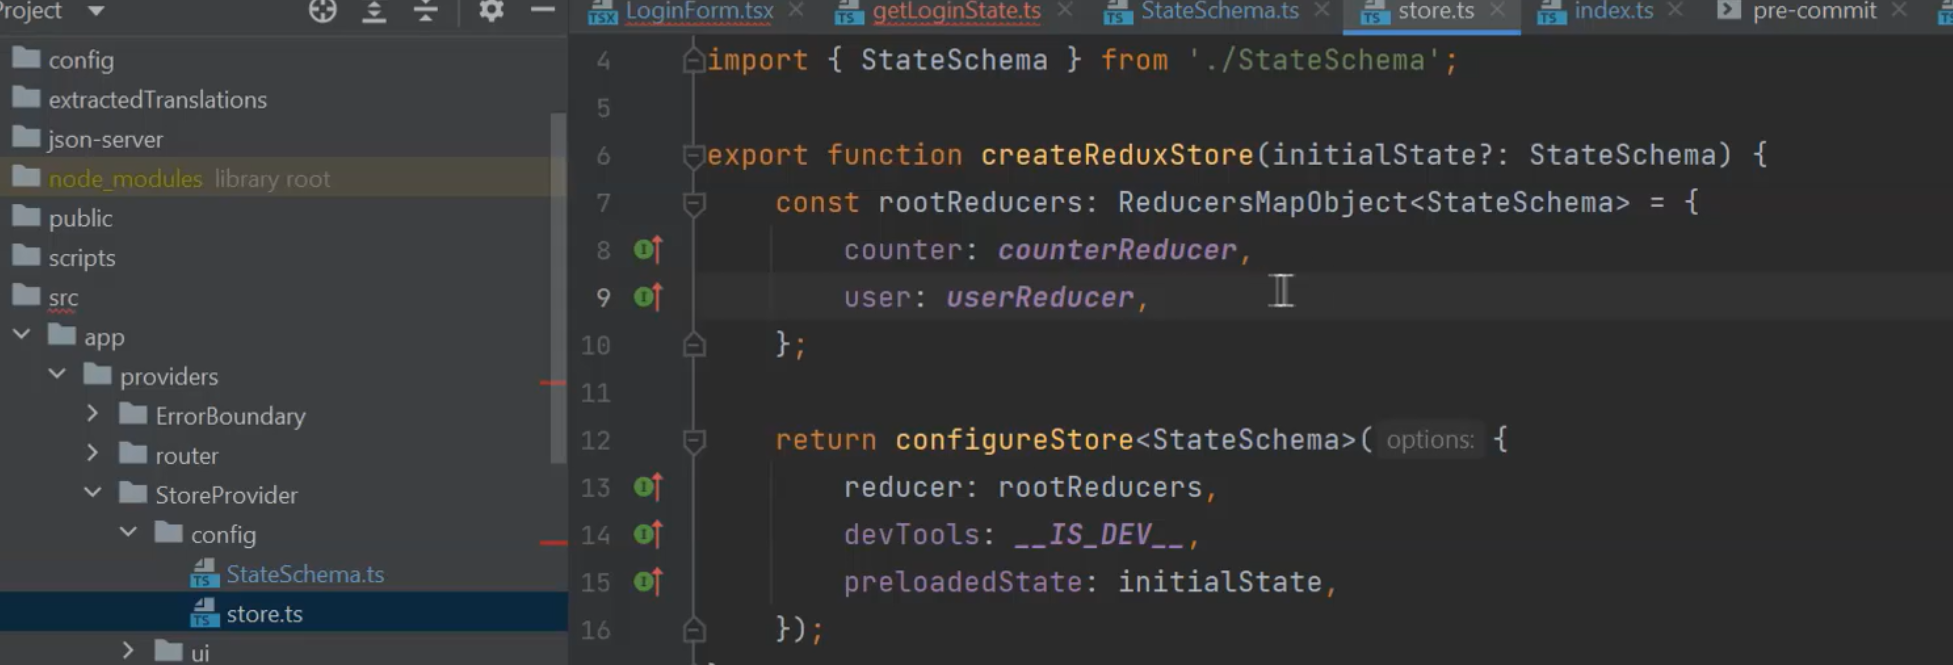 Project
LoginForm.tsx
getLoginState.ts
StateSchema.ts
store.ts
index.ts
pre-commit
config
extractedTranslations
json-server
node_modules library root
public
scripts
src
app
providers
ErrorBoundary
router
StoreProvider
config
StateSchema.ts
store.ts
ui
4 import { StateSchema } from './StateSchema';
5
6 export function createReduxStore(initialState?: StateSchema) {
7 const rootReducers: ReducersMapObject<StateSchema> = {
8 counter: counterReducer,
9 user: userReducer,
10 };
11
12 return configureStore<StateSchema>( options: {
13 reducer: rootReducers,
14 devTools: __IS_DEV__,
15 preloadedState: initialState,
16 });